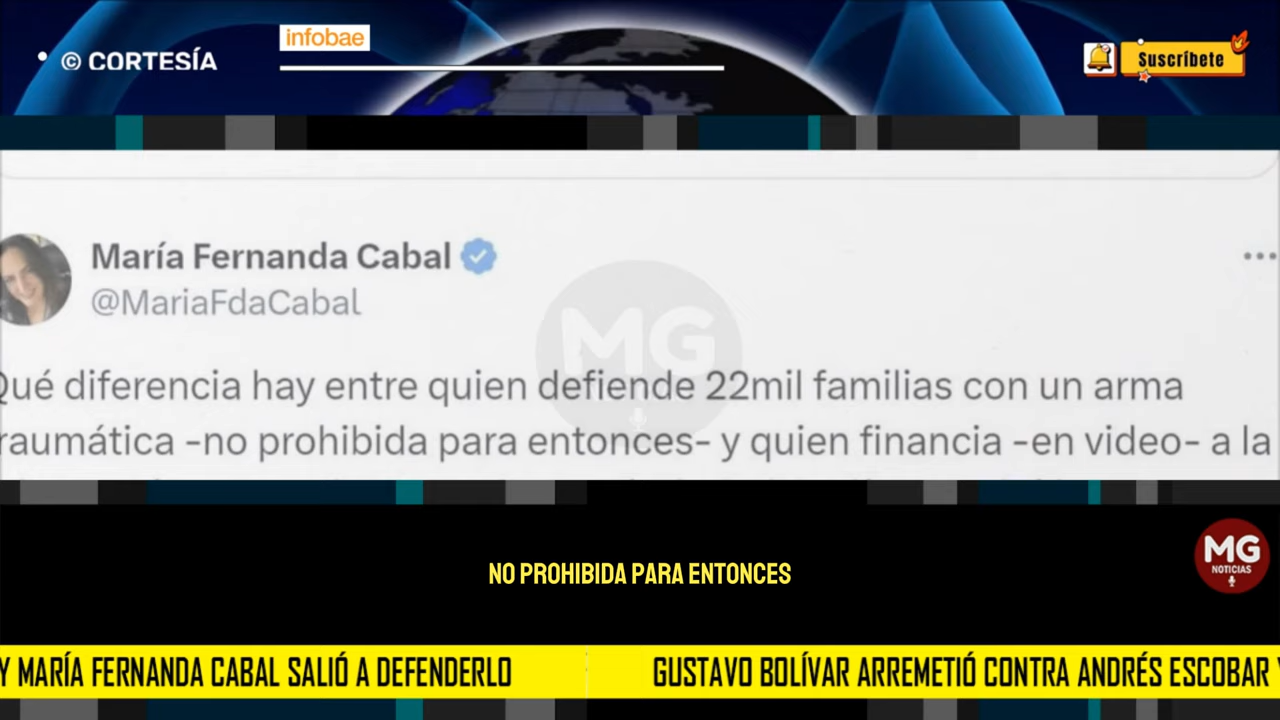 infobae
© CORTESÍA
Suscríbete
María Fernanda Cabal
@MariaFdaCabal
Qué diferencia hay entre quien defiende 22mil familias con un arma
raumática -no prohibida para entonces- y quien financia -en video- a la
MG
NO PROHIBIDA PARA ENTONCES
MG
NOTICIAS
Y MARÍA FERNANDA CABAL SALIÓ A DEFENDERLO
GUSTAVO BOLÍVAR ARREMETIÓ CONTRA ANDRÉS ESCOBAR Y